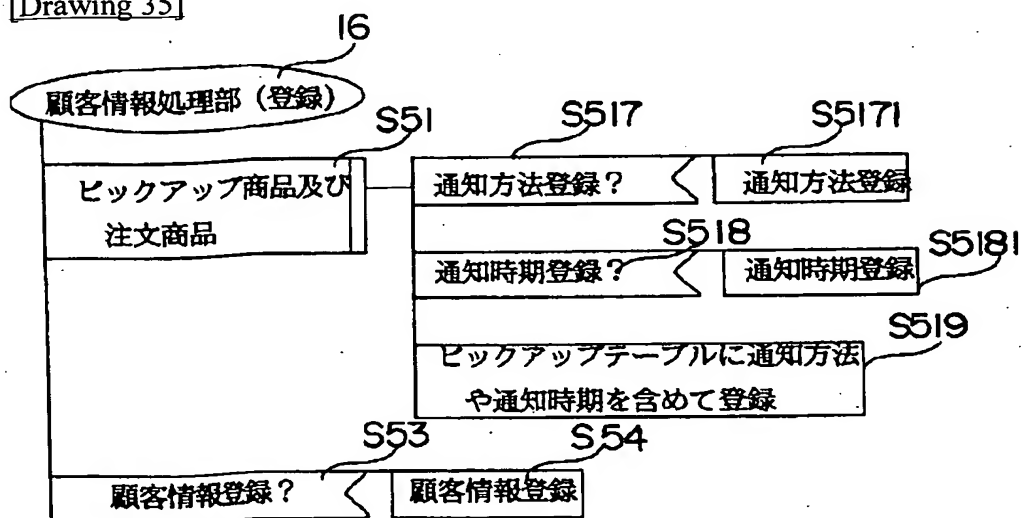 [Drawing 35]
16
顧客情報処理部（登録）
S51
S517
S5171
ピックアップ商品及び
注文商品
通知方法登録？
通知方法登録
S518
S5181
通知時期登録？
通知時期登録
S519
ピックアップテーブルに通知方法
や通知時期を含めて登録
S53
S54
顧客情報登録？
顧客情報登録